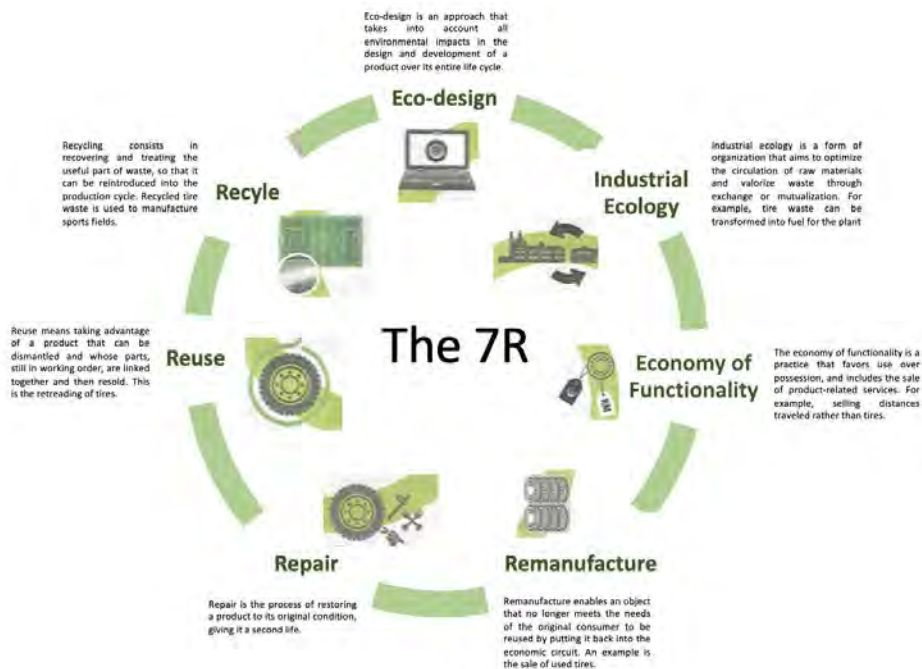 Eco-design is an approach that
takes into account all
environmental impacts in the
design and development of a
product over its entire life cycle.
Eco-design
Industrial ecology is a form of
organization that aims to optimize
the circulation of raw materials
and valorize waste through
exchange or mutualization. For
example, tire waste can be
transformed into fuel for the plant
Industrial
Ecology
The economy of functionality is a
practice that favors use over
possession, and includes the sale
of product-related services. For
example, selling distances
traveled rather than tires.
Economy of
Functionality
KM
Remanufacture
Remanufacture enables an object
that no longer meets the needs
of the original consumer to be
reused by putting it back into the
economic circuit. An example is
the sale of used tires.
Repair
Repair is the process of restoring
a product to its original condition,
giving it a second life.
Reuse means taking advantage
of a product that can be
dismantled and whose parts,
still in working order, are linked
together and then resold. This
is the retreading of tires.
Reuse
Recycling consists in
recovering and treating the
useful part of waste, so that it
can be reintroduced into the
production cycle. Recycled tire
waste is used to manufacture
sports fields.
Recyle
The 7R